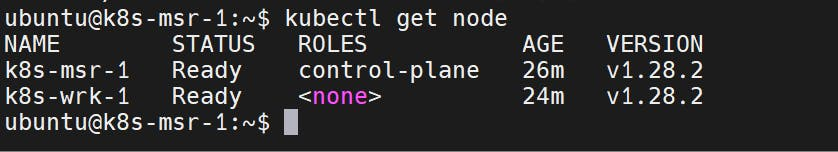 ubuntu@k8s-msr-1:~$ kubectl get node
NAME        STATUS   ROLES           AGE   VERSION
k8s-msr-1   Ready    control-plane   26m   v1.28.2
k8s-wrk-1   Ready    <none>          24m   v1.28.2
ubuntu@k8s-msr-1:~$